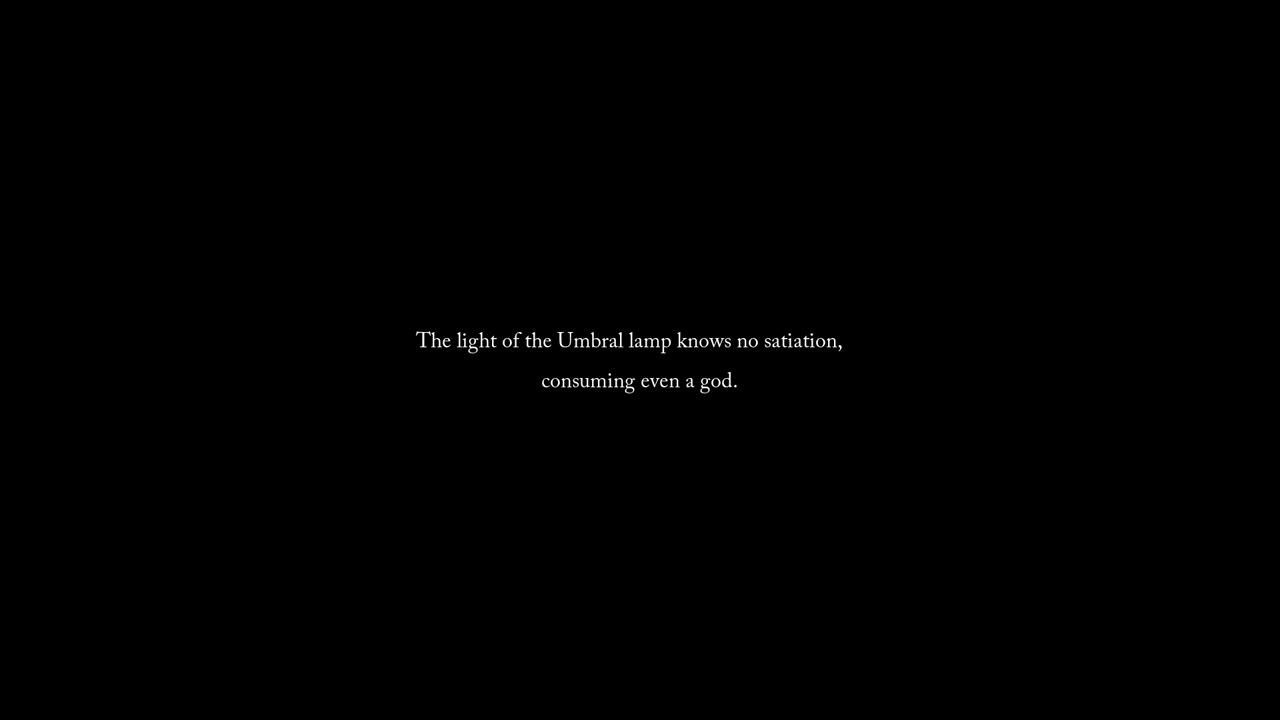 The light of the Umbral lamp knows no satiation,
consuming even a god.